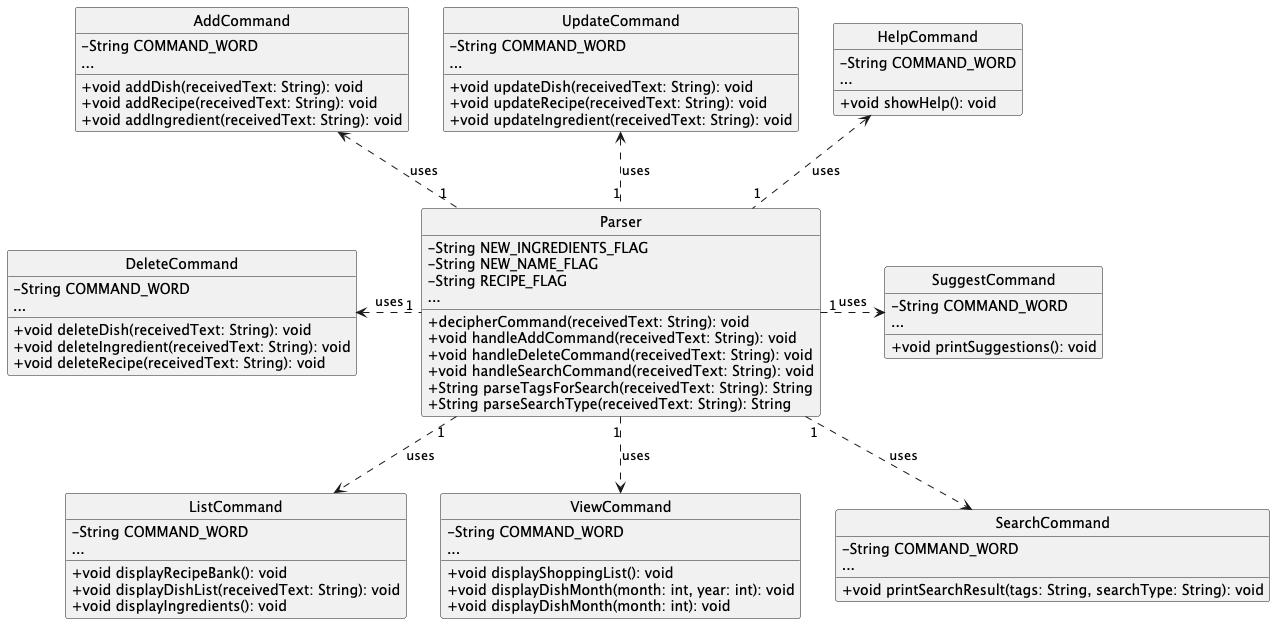 AddCommand
-String COMMAND_WORD
...
+void addDish(receivedText: String): void
+void addRecipe(receivedText: String): void
+void addIngredient(receivedText: String): void
UpdateCommand
-String COMMAND_WORD
...
+void updateDish(receivedText: String): void
+void updateRecipe(receivedText: String): void
+void updateIngredient(receivedText: String): void
HelpCommand
-String COMMAND_WORD
...
+void showHelp(): void
uses
1
uses
1
uses
1
DeleteCommand
-String COMMAND_WORD
...
+void deleteDish(receivedText: String): void
+void deleteIngredient(receivedText: String): void
+void deleteRecipe(receivedText: String): void
uses
1
Parser
-String NEW_INGREDIENTS_FLAG
-String NEW_NAME_FLAG
-String RECIPE_FLAG
...
+decipherCommand(receivedText: String): void
+void handleAddCommand(receivedText: String): void
+void handleDeleteCommand(receivedText: String): void
+void handleSearchCommand(receivedText: String): void
+String parseTagsForSearch(receivedText: String): String
+String parseSearchType(receivedText: String): String
1
uses
SuggestCommand
-String COMMAND_WORD
...
+void printSuggestions(): void
1
uses
1
uses
1
uses
ListCommand
-String COMMAND_WORD
...
+void displayRecipeBank(): void
+void displayDishList(receivedText: String): void
+void displayIngredients(): void
ViewCommand
-String COMMAND_WORD
...
+void displayShoppingList(): void
+void displayDishMonth(month: int, year: int): void
+void displayDishMonth(month: int): void
SearchCommand
-String COMMAND_WORD
...
+void printSearchResult(tags: String, searchType: String): void